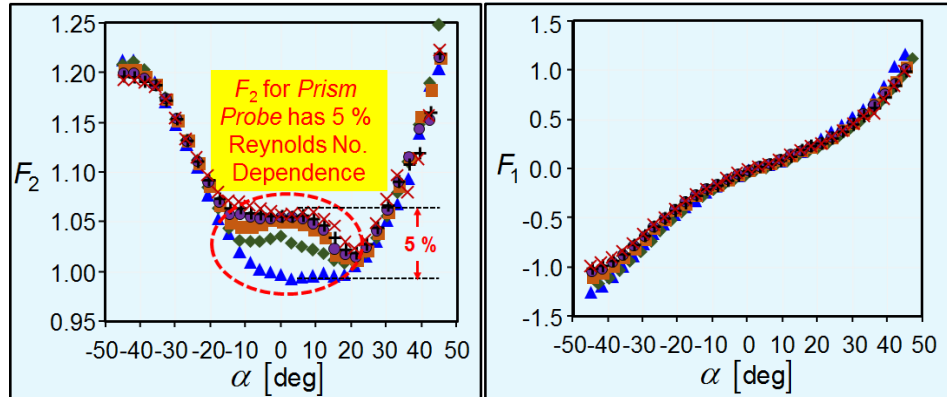 1.25
1.20
1.15
1.10
1.05
1.00
0.95
F2
F2 for Prism
Probe has 5 %
Reynolds No.
Dependence
5 %
-50 -40 -30 -20 -10 0 10 20 30 40 50
α [deg]
1.5
1.0
0.5
0.0
-0.5
-1.0
-1.5
F1
-50 -40 -30 -20 -10 0 10 20 30 40 50
α [deg]